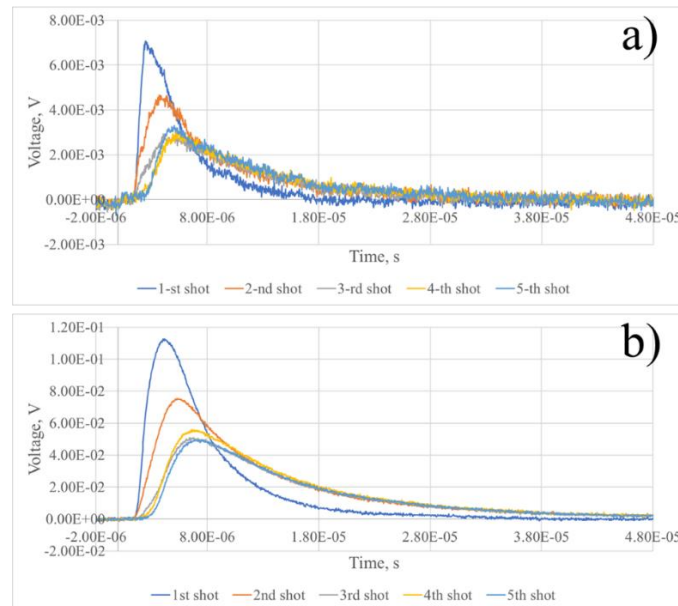 a)
8.00E-03
6.00E-03
4.00E-03
2.00E-03
0.00E+00
-2.00E-03
Voltage, V
-2.00E-06 8.00E-06 1.80E-05 2.80E-05 3.80E-05 4.80E-05
Time, s
1-st shot 2-nd shot 3-rd shot 4-th shot 5-th shot
b)
1.20E-01
1.00E-01
8.00E-02
6.00E-02
4.00E-02
2.00E-02
0.00E+00
-2.00E-02
Voltage, V
-2.00E-06 8.00E-06 1.80E-05 2.80E-05 3.80E-05 4.80E-05
Time, s
1st shot 2nd shot 3rd shot 4th shot 5th shot